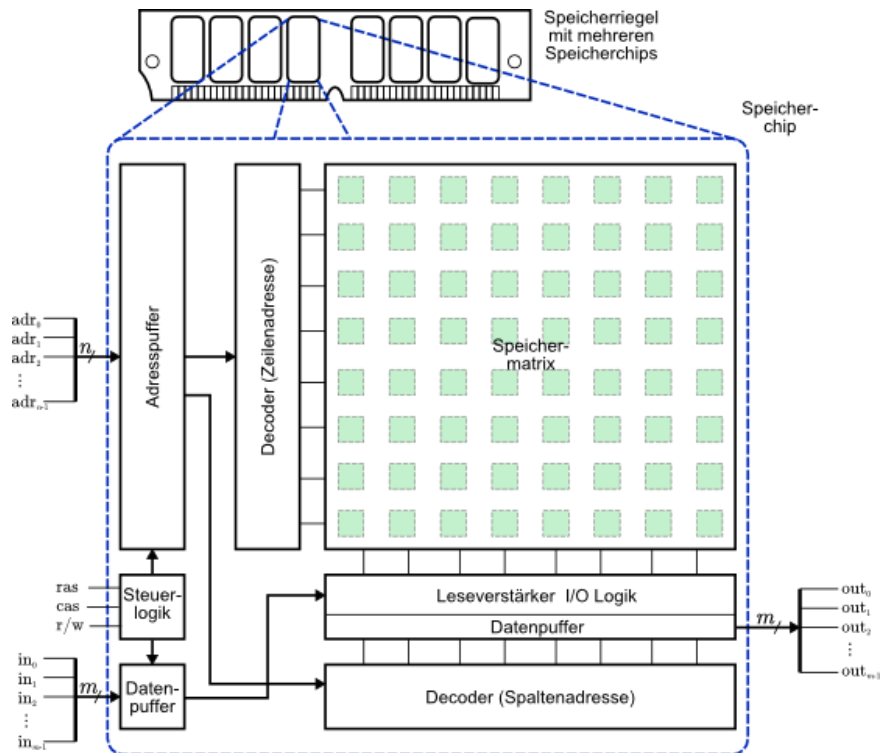 Speicherriegel
mit mehreren
Speicherchips
Speicher-
chip
adr₀
adr₁
adr₂
⋮
adrₙ₋₁
n
Adresspuffer
Decoder (Zeilenadresse)
Speicher-
matrix
ras
cas
r/w
Steuer-
logik
Leseverstärker I/O Logik
Datenpuffer
m
out₀
out₁
out₂
⋮
outₘ₋₁
in₀
in₁
in₂
⋮
inₘ₋₁
m
Daten-
puffer
Decoder (Spaltenadresse)